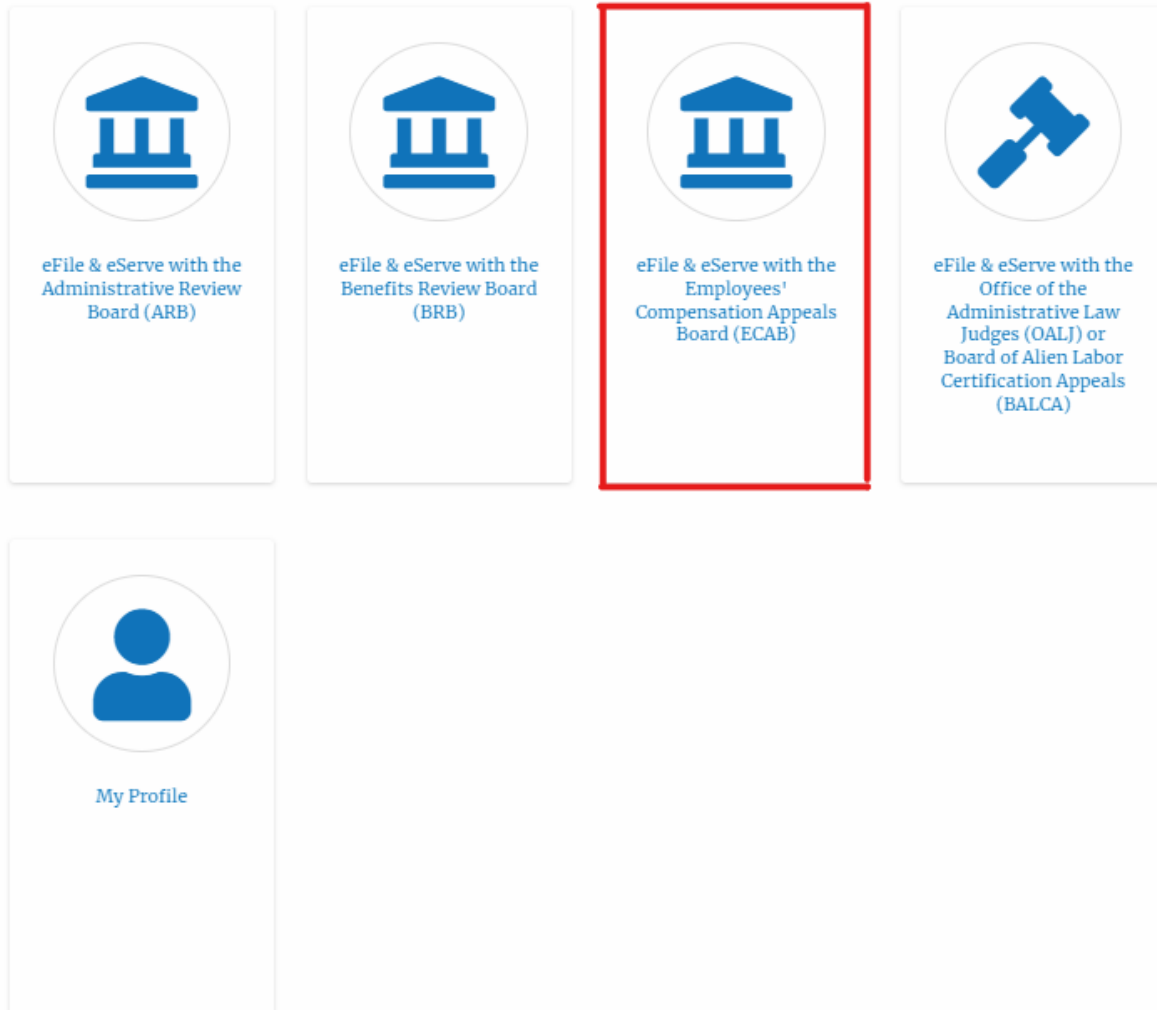 eFile & eServe with the
Administrative Review
Board (ARB)
eFile & eServe with the
Benefits Review Board
(BRB)
eFile & eServe with the
Employees'
Compensation Appeals
Board (ECAB)
eFile & eServe with the
Office of the
Administrative Law
Judges (OALJ) or
Board of Alien Labor
Certification Appeals
(BALCA)
My Profile